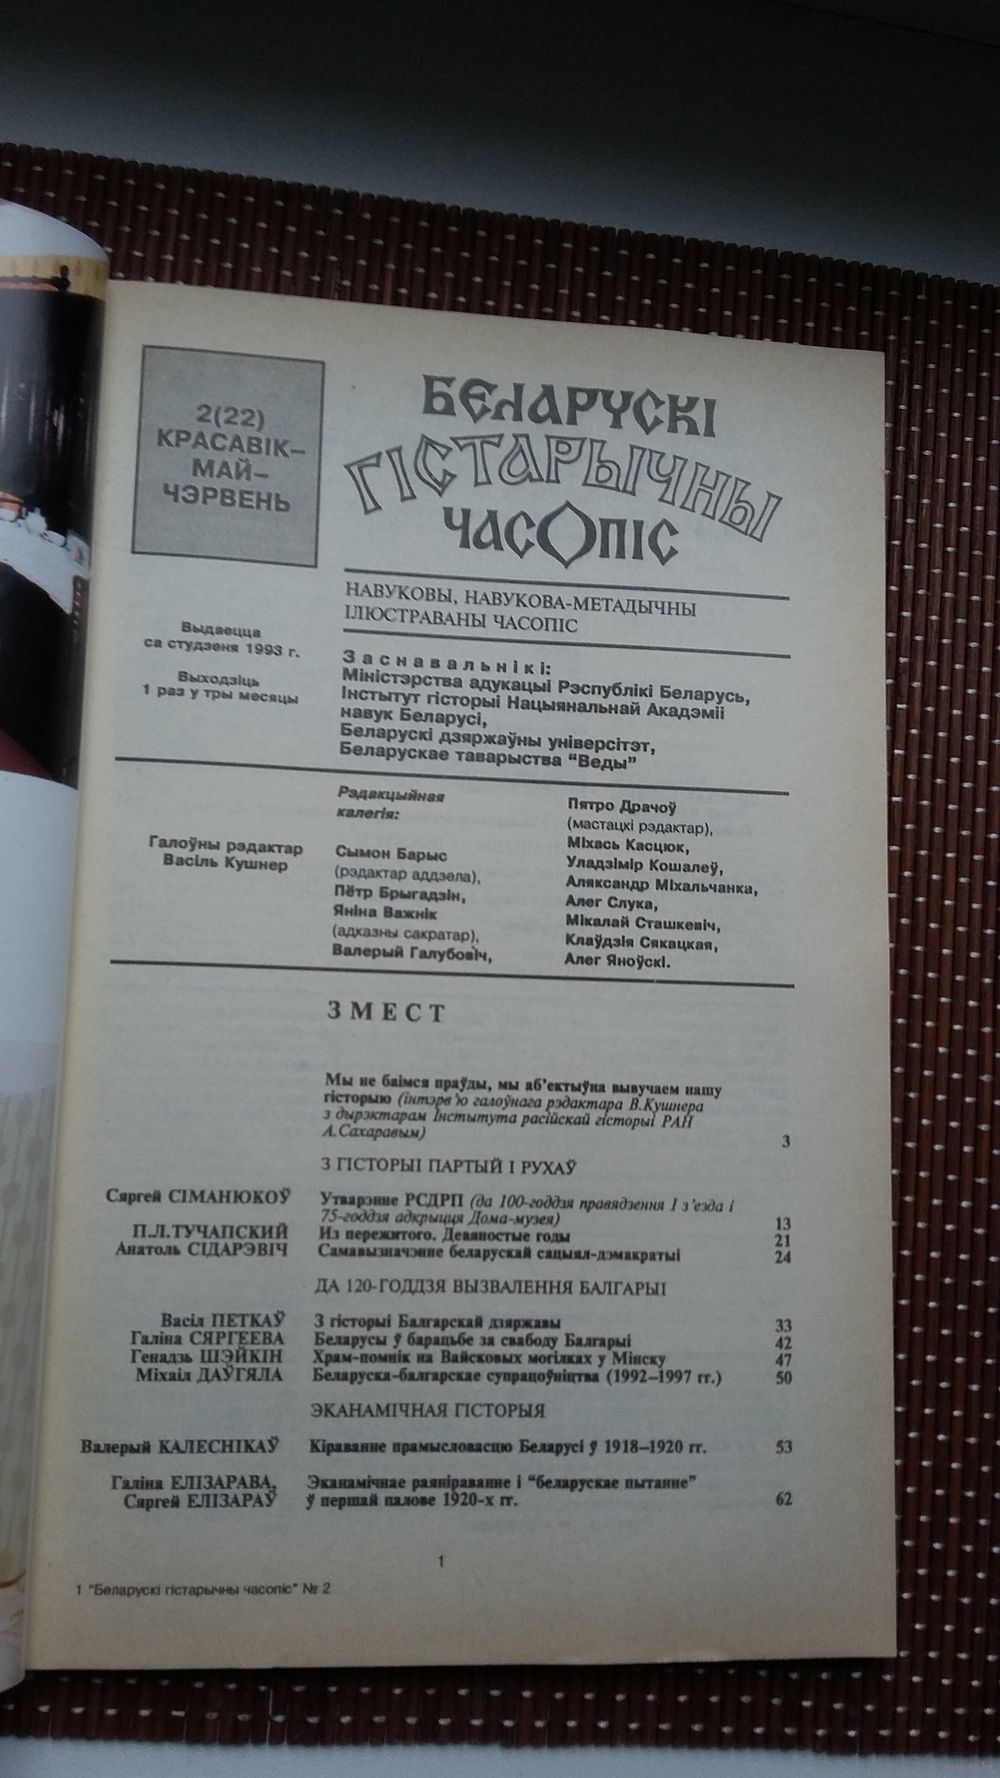 2(22)
КРАСАВІК–
МАЙ–
ЧЭРВЕНЬ
БЕЛАРУСКІ
ГІСТАРЫЧНЫ
ЧАСОПІС
НАВУКОВЫ, НАВУКОВА-МЕТАДЫЧНЫ
ІЛЮСТРАВАНЫ ЧАСОПІС
Выдаецца
са студзеня 1993 г.
Выходзіць
1 раз у тры месяцы
Заснавальнікі:
Міністэрства адукацыі Рэспублікі Беларусь,
Інстытут гісторыі Нацыянальнай Акадэміі
навук Беларусі,
Беларускі дзяржаўны універсітэт,
Беларускае таварыства “Веды”
Галоўны рэдактар
Васіль Кушнер
Рэдакцыйная
калегія:
Сымон Барыс
(рэдактар аддзела),
Пётр Брыгадзін,
Яніна Важнік
(адказны сакратар),
Валерый Галубовіч,
Пятро Драчоў
(мастацкі рэдактар),
Міхась Касцюк,
Уладзімір Кошалеў,
Аляксандр Міхальчанка,
Алег Слука,
Мікалай Сташкевіч,
Клаўдзія Сякацкая,
Алег Яноўскі.
ЗМЕСТ
Мы не баімся праўды, мы аб’ектыўна вывучаем нашу
гісторыю (інтэрв’ю галоўнага рэдактара В.Кушнера
з дырэктарам Інстытута расійскай гісторыі РАН
А.Сахаравым) 3
З ГІСТОРЫІ ПАРТЫЙ І РУХАЎ
Сяргей СІМАНЮКОЎ Утварэнне РСДРП (да 100-годдзя правядзення I з’езда і
75-годдзя адкрыцця Дома-музея) 13
П.Л.ТУЧАПСКИЙ Из пережитого. Девяностые годы 21
Анатоль СІДАРЭВІЧ Самавызначэнне беларускай сацыял-дэмакратыі 24
ДА 120-ГОДДЗЯ ВЫЗВАЛЕННЯ БАЛГАРЫІ
Васіл ПЕТКАЎ З гісторыі Балгарскай дзяржавы 33
Галіна СЯРГЕЕВА Беларусы ў барацьбе за свабоду Балгарыі 42
Генадзь ШЭЙКІН Храм-помнік на Вайсковых могілках у Мінску 47
Міхаіл ДАЎГЯЛА Беларуска-балгарскае супрацоўніцтва (1992–1997 гг.) 50
ЭКАНАМІЧНАЯ ГІСТОРЫЯ
Валерый КАЛЕСНІКАЎ Кіраванне прамысловасцю Беларусі ў 1918–1920 гг. 53
Галіна ЕЛІЗАРАВА, Эканамічнае раяніраванне і “беларускае пытанне”
Сяргей ЕЛІЗАРАЎ ў першай палове 1920-х гг. 62
1
1 “Беларускі гістарычны часопіс” № 2